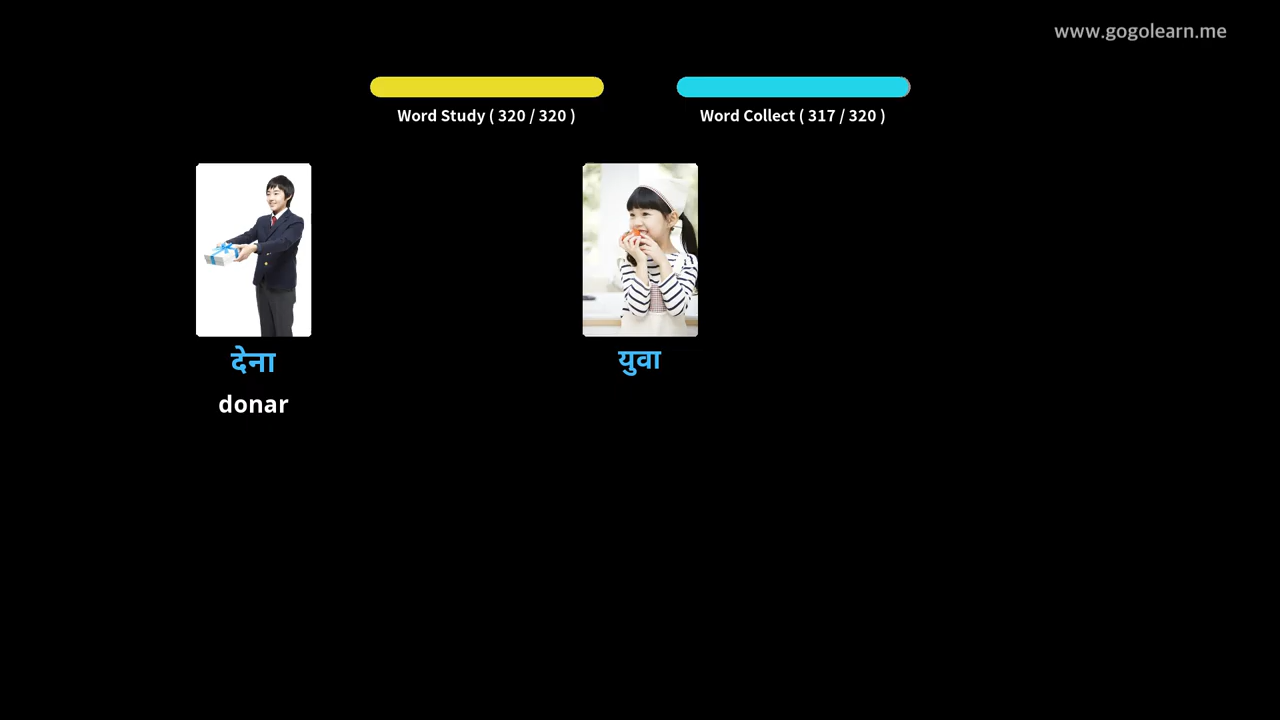 www.gogolearn.me
Word Study ( 320 / 320 )
Word Collect ( 317 / 320 )
देना
युवा
donar